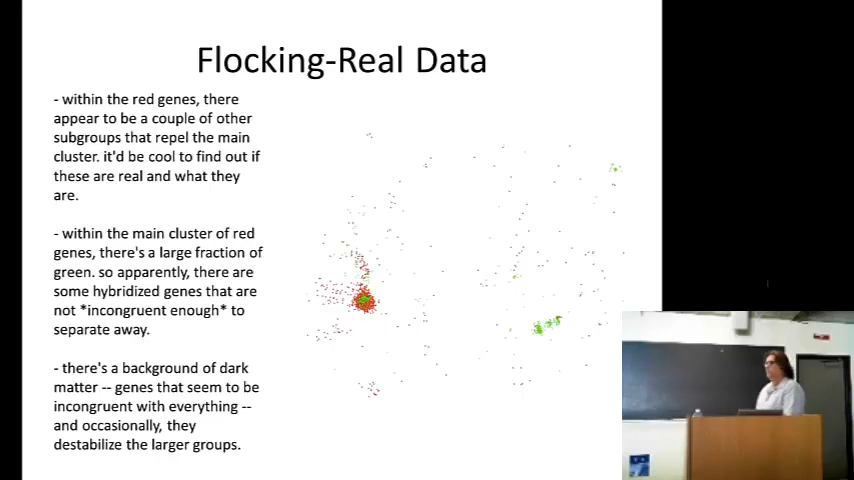 Flocking-Real Data
- within the red genes, there
appear to be a couple of other
subgroups that repel the main
cluster. it'd be cool to find out if
these are real and what they
are.
- within the main cluster of red
genes, there's a large fraction of
green. so apparently, there are
some hybridized genes that are
not *incongruent enough* to
separate away.
- there's a background of dark
matter -- genes that seem to be
incongruent with everything --
and occasionally, they
destabilize the larger groups.